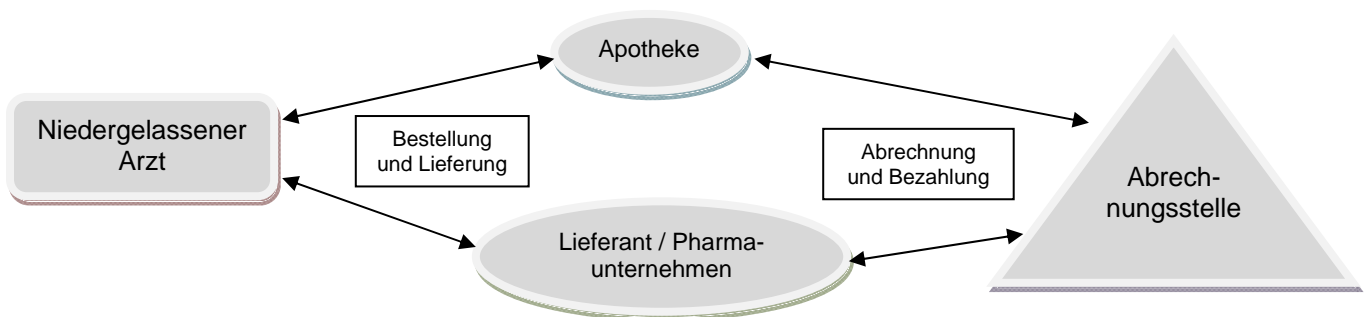 Apotheke
Niedergelassener
Arzt
Bestellung
und Lieferung
Abrechnung
und Bezahlung
Abrech-
nungsstelle
Lieferant / Pharma-
unternehmen